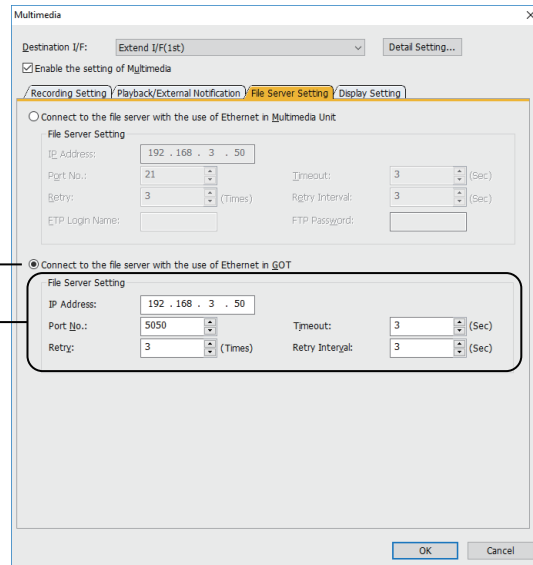 Multimedia
Destination I/F: Extend I/F(1st) Detail Setting...
Enable the setting of Multimedia
Recording Setting Playback/External Notification File Server Setting Display Setting
Connect to the file server with the use of Ethernet in Multimedia Unit
File Server Setting
IP Address: 192 . 168 . 3 . 50
Port No.: 21 Timeout: 3 (Sec)
Retry: 3 (Times) Retry Interval: 3 (Sec)
FTP Login Name: FTP Password:
Connect to the file server with the use of Ethernet in GOT
File Server Setting
IP Address: 192 . 168 . 3 . 50
Port No.: 5050 Timeout: 3 (Sec)
Retry: 3 (Times) Retry Interval: 3 (Sec)
OK Cancel